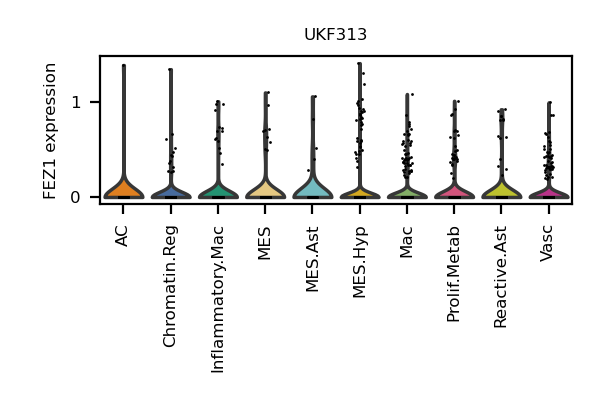 UKF313
FEZ1 expression
1
0
AC
Chromatin.Reg
Inflammatory.Mac
MES
MES.Ast
MES.Hyp
Mac
Prolif.Metab
Reactive.Ast
Vasc